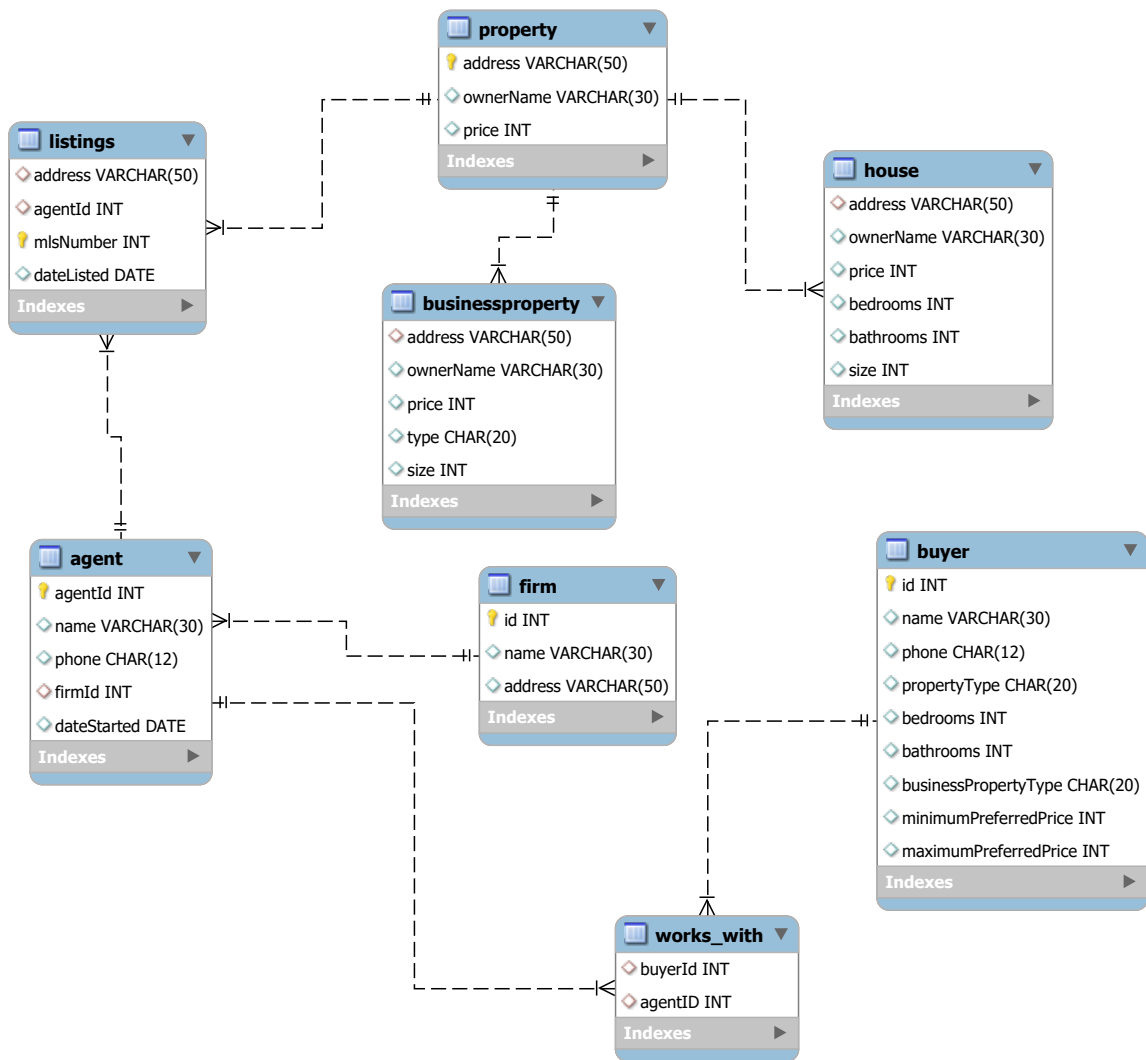 property
address VARCHAR(50)
ownerName VARCHAR(30)
price INT
Indexes
listings
address VARCHAR(50)
agentId INT
mlsNumber INT
dateListed DATE
Indexes
house
address VARCHAR(50)
ownerName VARCHAR(30)
price INT
bedrooms INT
bathrooms INT
size INT
Indexes
businessproperty
address VARCHAR(50)
ownerName VARCHAR(30)
price INT
type CHAR(20)
size INT
Indexes
agent
agentId INT
name VARCHAR(30)
phone CHAR(12)
firmId INT
dateStarted DATE
Indexes
firm
id INT
name VARCHAR(30)
address VARCHAR(50)
Indexes
buyer
id INT
name VARCHAR(30)
phone CHAR(12)
propertyType CHAR(20)
bedrooms INT
bathrooms INT
businessPropertyType CHAR(20)
minimumPreferredPrice INT
maximumPreferredPrice INT
Indexes
works_with
buyerId INT
agentID INT
Indexes